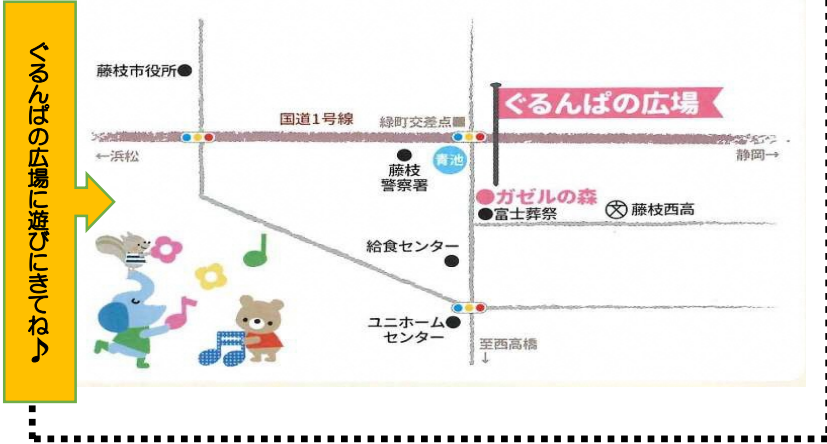 ぐるんぱの広場に遊びにきてね♪
藤枝市役所
国道1号線
緑町交差点
ぐるんぱの広場
←浜松
静岡→
藤枝
警察署
青池
ガゼルの森
富士葬祭
文
藤枝西高
給食センター
ユニホーム
センター
至西高橋
↓